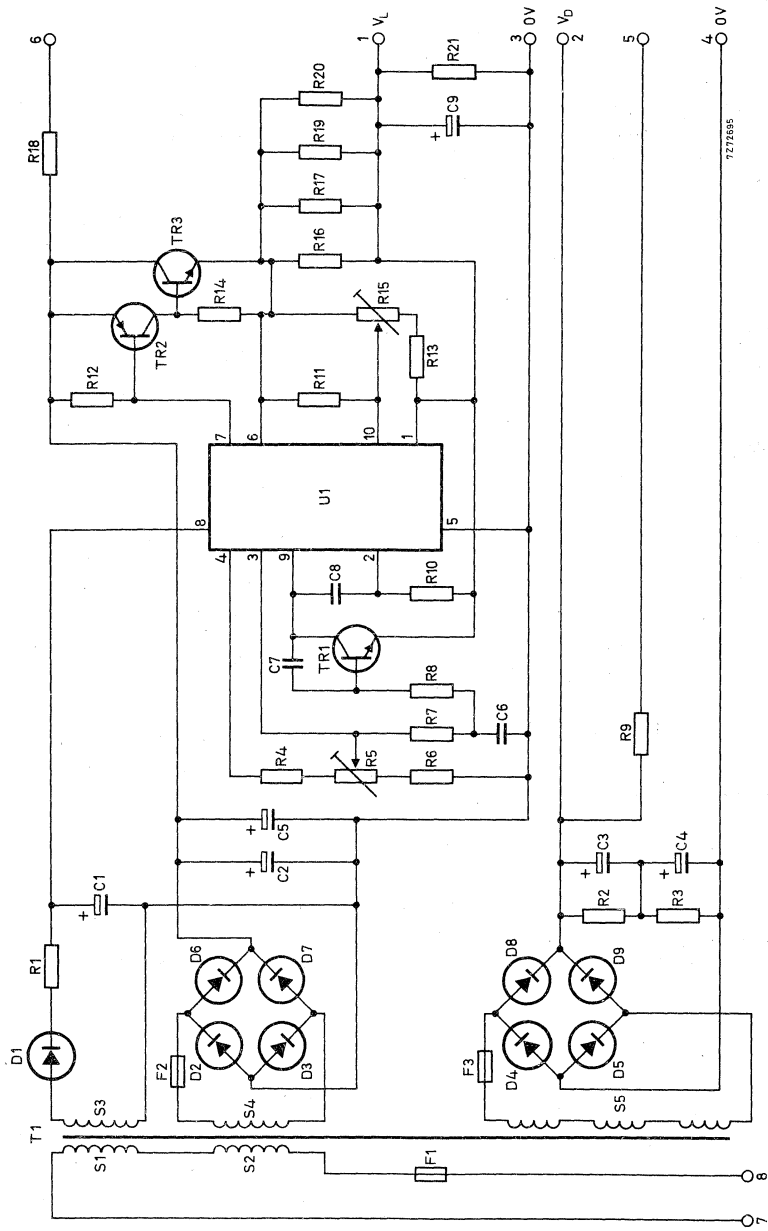 T1
S1
S2
S3
S4
S5
F1
7
8
D1
R1
C1
+
F2
D2
D6
D3
D7
C2
+
C5
+
F3
D4
D8
D5
D9
R2
R3
C3
+
C4
+
R4
R5
R6
R7
R8
C6
C7
TR1
C8
R10
R9
U1
8
4
3
9
2
7
6
10
1
5
R12
TR2
R11
R13
R14
R15
TR3
R16
R17
R19
R20
R18
C9
+
R21
6
1 VL
3 0V
VD
2
5
4 0V
7Z72695